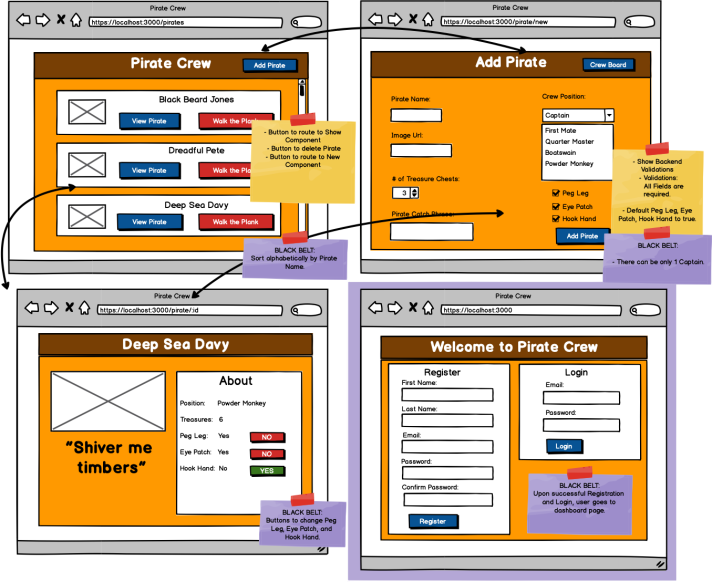 Pirate Crew
https://localhost:3000/pirates
Pirate Crew
Add Pirate
Black Beard Jones
View Pirate
Walk the Plank
Dreadful Pete
View Pirate
Walk the Plank
Deep Sea Davy
View Pirate
Walk the Plank
- Button to route to Show
Component
- Button to delete Pirate
- Button to route to New
Component
BLACK BELT:
Sort alphabetically by Pirate
Name.
Pirate Crew
https://localhost:3000/pirate/new
Add Pirate
Crew Board
Pirate Name:
Image Url:
# of Treasure Chests:
3
Pirate Catch Phrase:
Crew Position:
Captain
First Mate
Quarter Master
Boatswain
Powder Monkey
Peg Leg
Eye Patch
Hook Hand
Add Pirate
- Show Backend
Validations
- Validations:
All Fields are
required.
- Default Peg Leg, Eye
Patch, Hook Hand to true.
BLACK BELT:
- There can be only 1 Captain.
Pirate Crew
https://localhost:3000/pirate/:id
Deep Sea Davy
"Shiver me
timbers"
About
Position: Powder Monkey
Treasures: 6
Peg Leg: Yes NO
Eye Patch: Yes NO
Hook Hand: No YES
BLACK BELT:
Buttons to change Peg
Leg, Eye Patch, and
Hook Hand.
Pirate Crew
https://localhost:3000
Welcome to Pirate Crew
Register
First Name:
Last Name:
Email:
Password:
Confirm Password:
Register
Login
Email:
Password:
Login
BLACK BELT:
Upon successful Registration
and Login, user goes to
dashboard page.